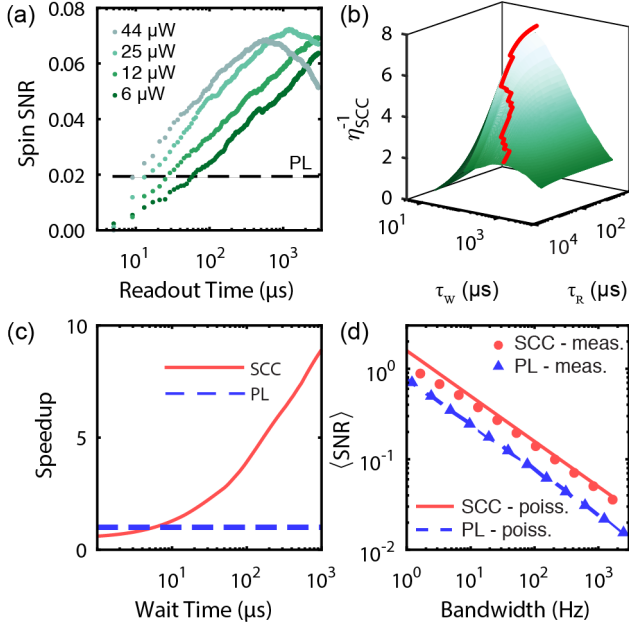 (a)
0.08
0.06
0.04
0.02
0.00
Spin SNR
44 µW
25 µW
12 µW
6 µW
PL
10¹
10²
10³
Readout Time (µs)
(b)
8
6
4
2
0
η⁻¹SCC
10¹
10³
10⁴
10²
τW (µs)
τR (µs)
(c)
10
5
0
Speedup
SCC
PL
10¹
10²
10³
Wait Time (µs)
(d)
SCC - meas.
PL - meas.
10⁰
10⁻¹
10⁻²
⟨SNR⟩
SCC - poiss.
PL - poiss.
10⁰
10¹
10²
10³
Bandwidth (Hz)